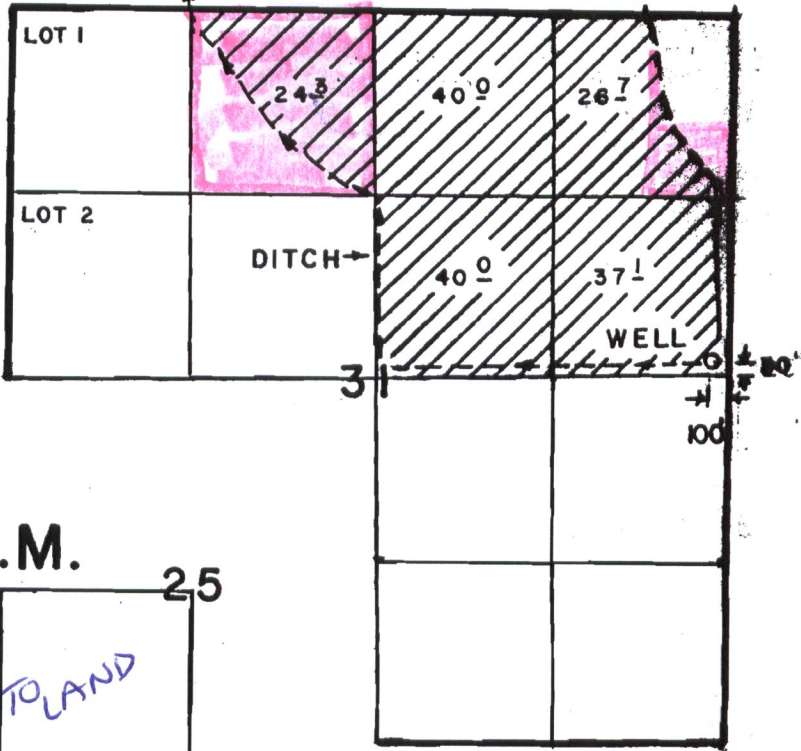 LOT 1
24.3
40.0
26.7
LOT 2
DITCH
40.0
37.1
WELL
31
100'
.M.
25
TO LAND